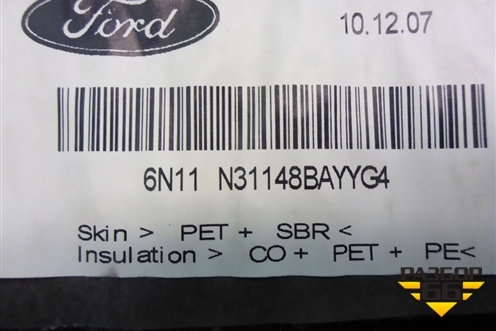 Ford
10.12.07
6N11 N31148BAYYG4
Skin > PET + SBR <
Insulation > CO + PET + PE<
РАЗБОР
66